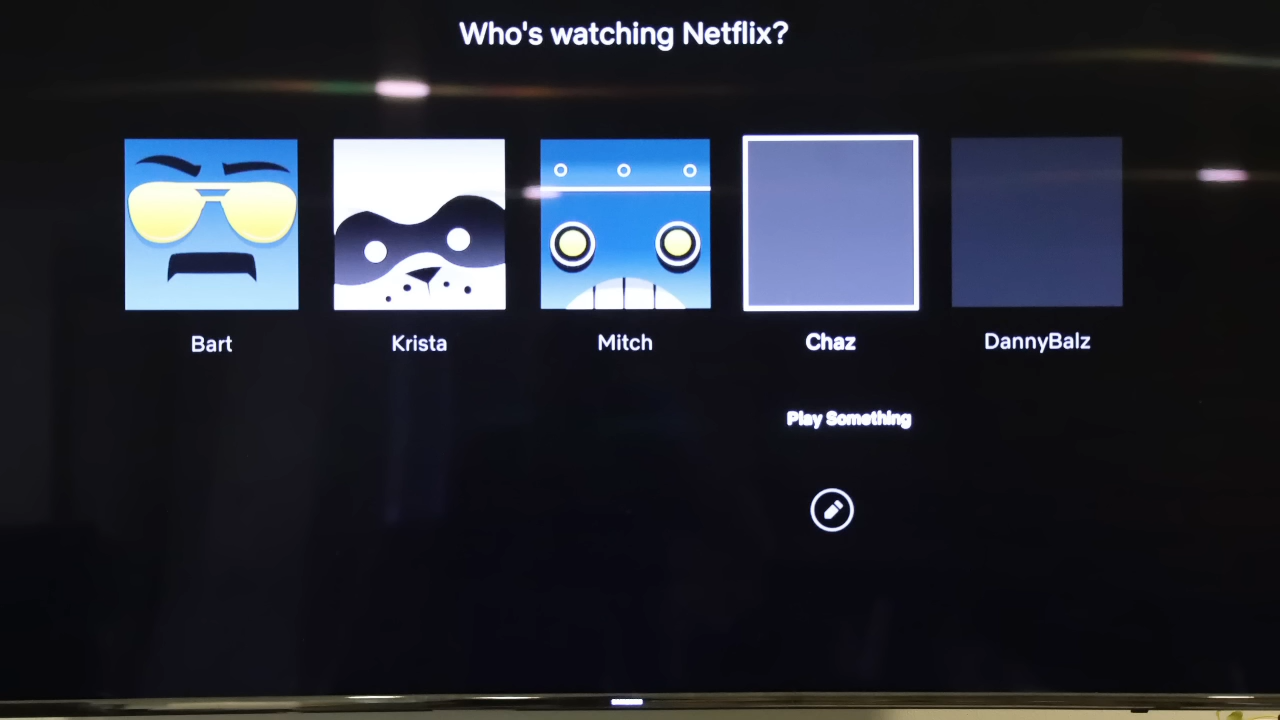 Who's watching Netflix?
Bart
Krista
Mitch
Chaz
DannyBalz
Play Something